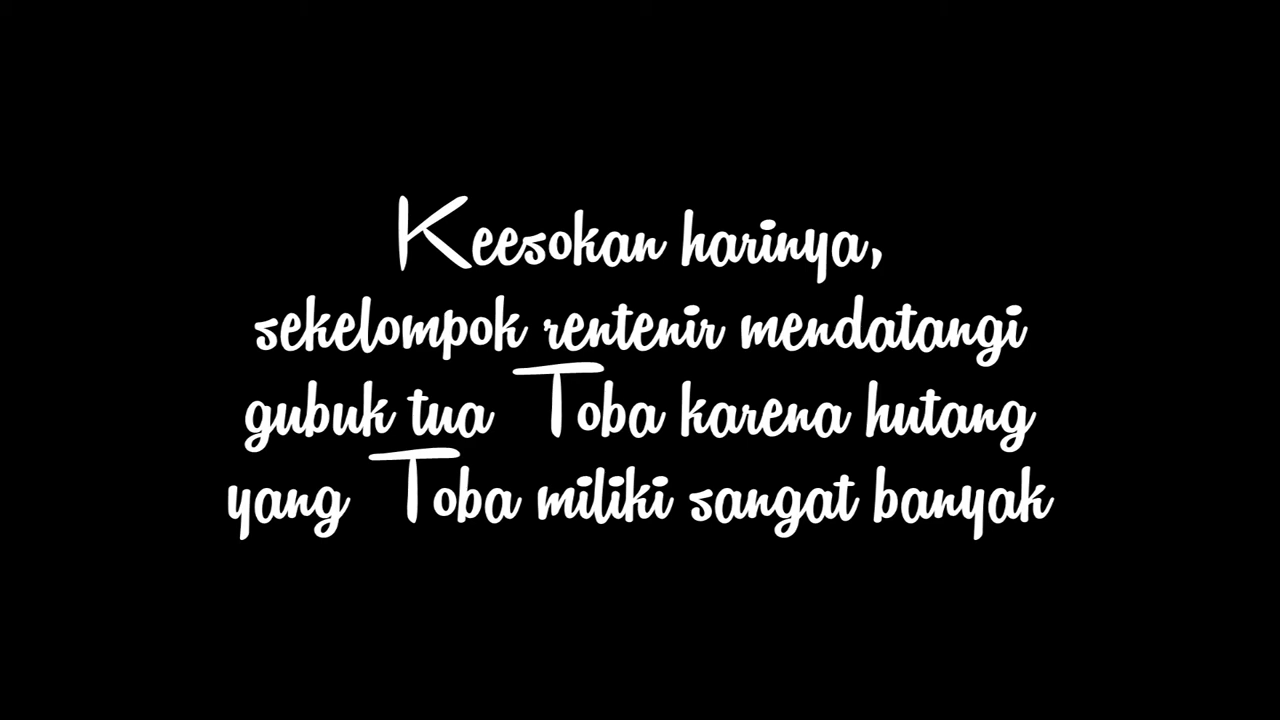 Keesokan harinya,
sekelompok rentenir mendatangi
gubuk tua Toba karena hutang
yang Toba miliki sangat banyak